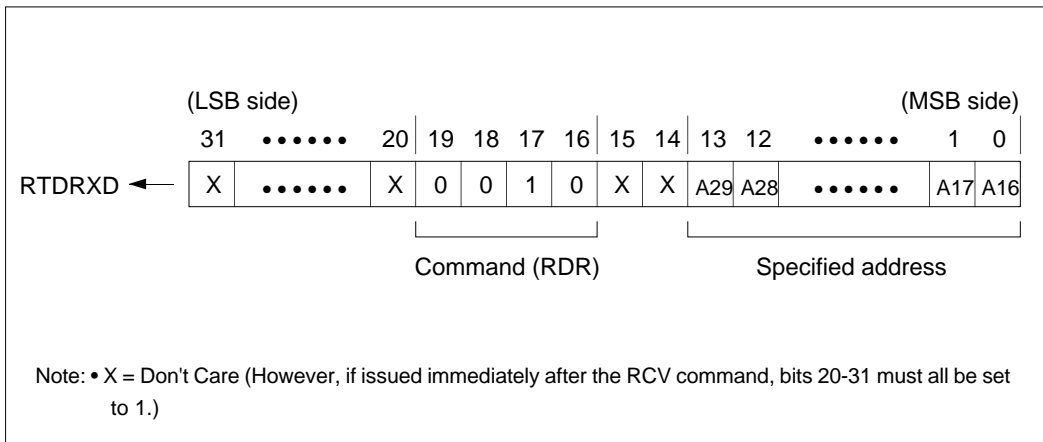 (LSB side) (MSB side)
31 •••••• 20 19 18 17 16 15 14 13 12 •••••• 1 0
RTDRXD X •••••• X 0 0 1 0 X X A29 A28 •••••• A17 A16
Command (RDR) Specified address
Note: • X = Don't Care (However, if issued immediately after the RCV command, bits 20-31 must all be set
to 1.)